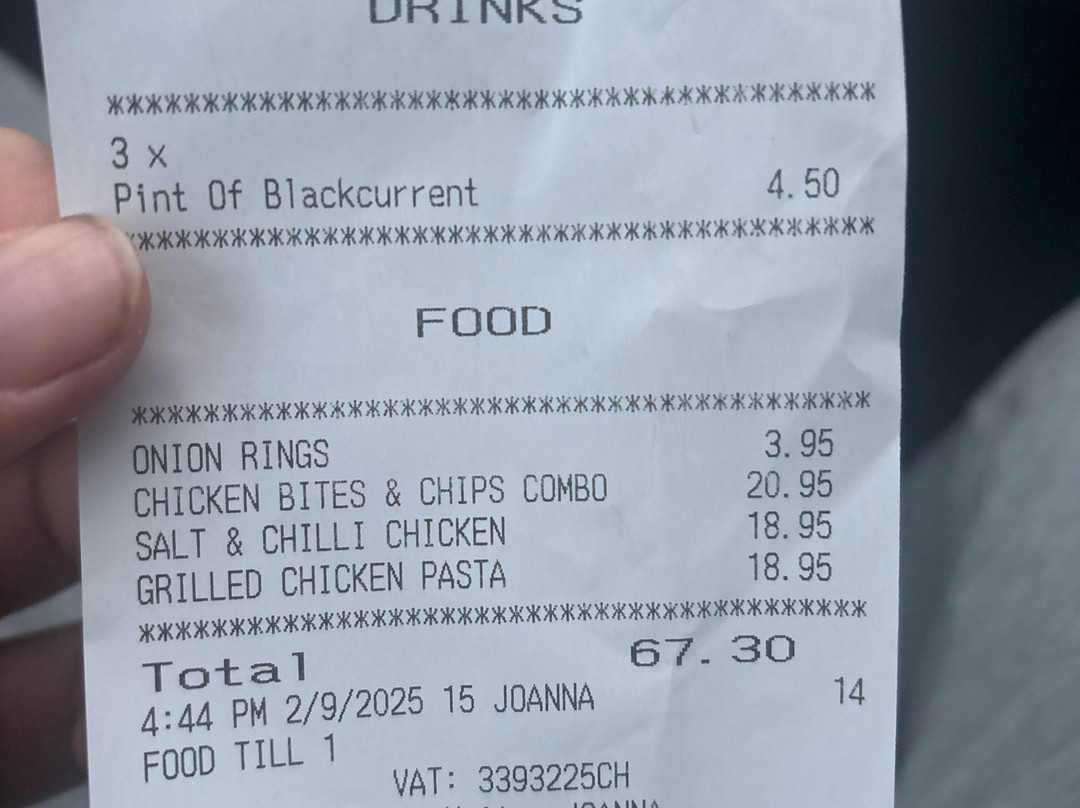 DRINKS
****************************************
3 x
Pint Of Blackcurrent 4.50
****************************************
FOOD
****************************************
ONION RINGS 3.95
CHICKEN BITES & CHIPS COMBO 20.95
SALT & CHILLI CHICKEN 18.95
GRILLED CHICKEN PASTA 18.95
****************************************
Total 67.30
4:44 PM 2/9/2025 15 JOANNA 14
FOOD TILL 1
VAT: 3393225CH
JOANNA